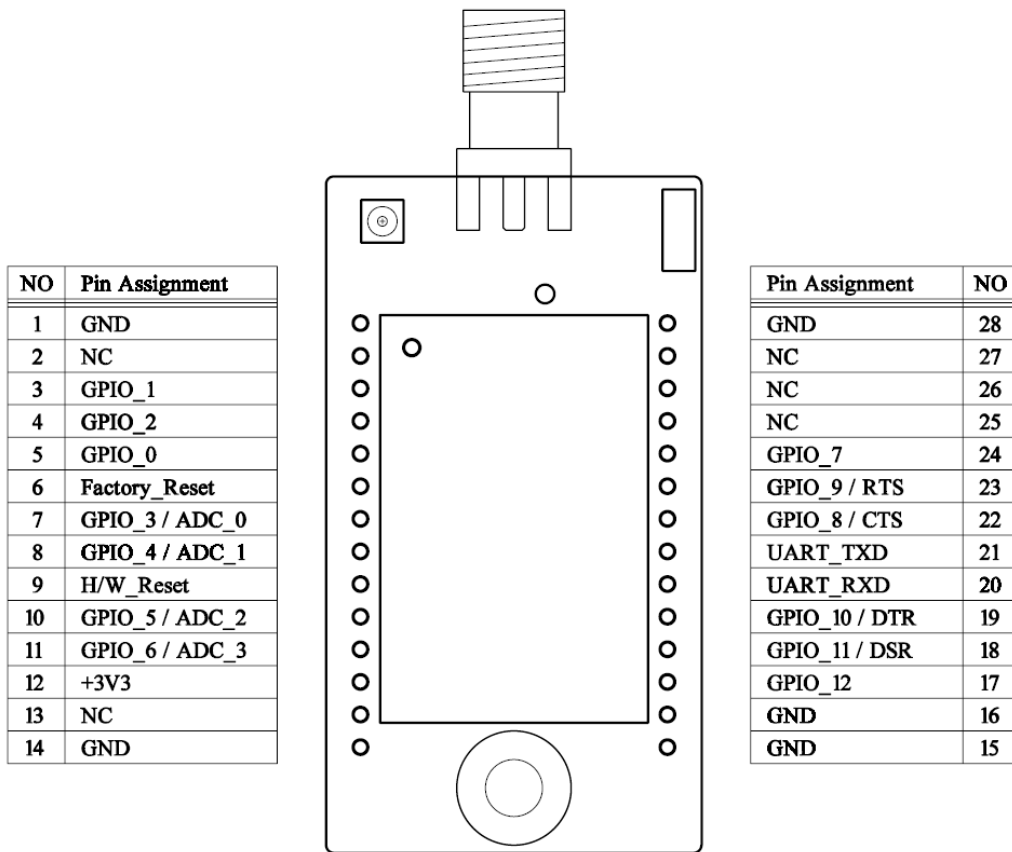 NO Pin Assignment
1 GND
2 NC
3 GPIO_1
4 GPIO_2
5 GPIO_0
6 Factory_Reset
7 GPIO_3 / ADC_0
8 GPIO_4 / ADC_1
9 H/W_Reset
10 GPIO_5 / ADC_2
11 GPIO_6 / ADC_3
12 +3V3
13 NC
14 GND
Pin Assignment NO
GND 28
NC 27
NC 26
NC 25
GPIO_7 24
GPIO_9 / RTS 23
GPIO_8 / CTS 22
UART_TXD 21
UART_RXD 20
GPIO_10 / DTR 19
GPIO_11 / DSR 18
GPIO_12 17
GND 16
GND 15